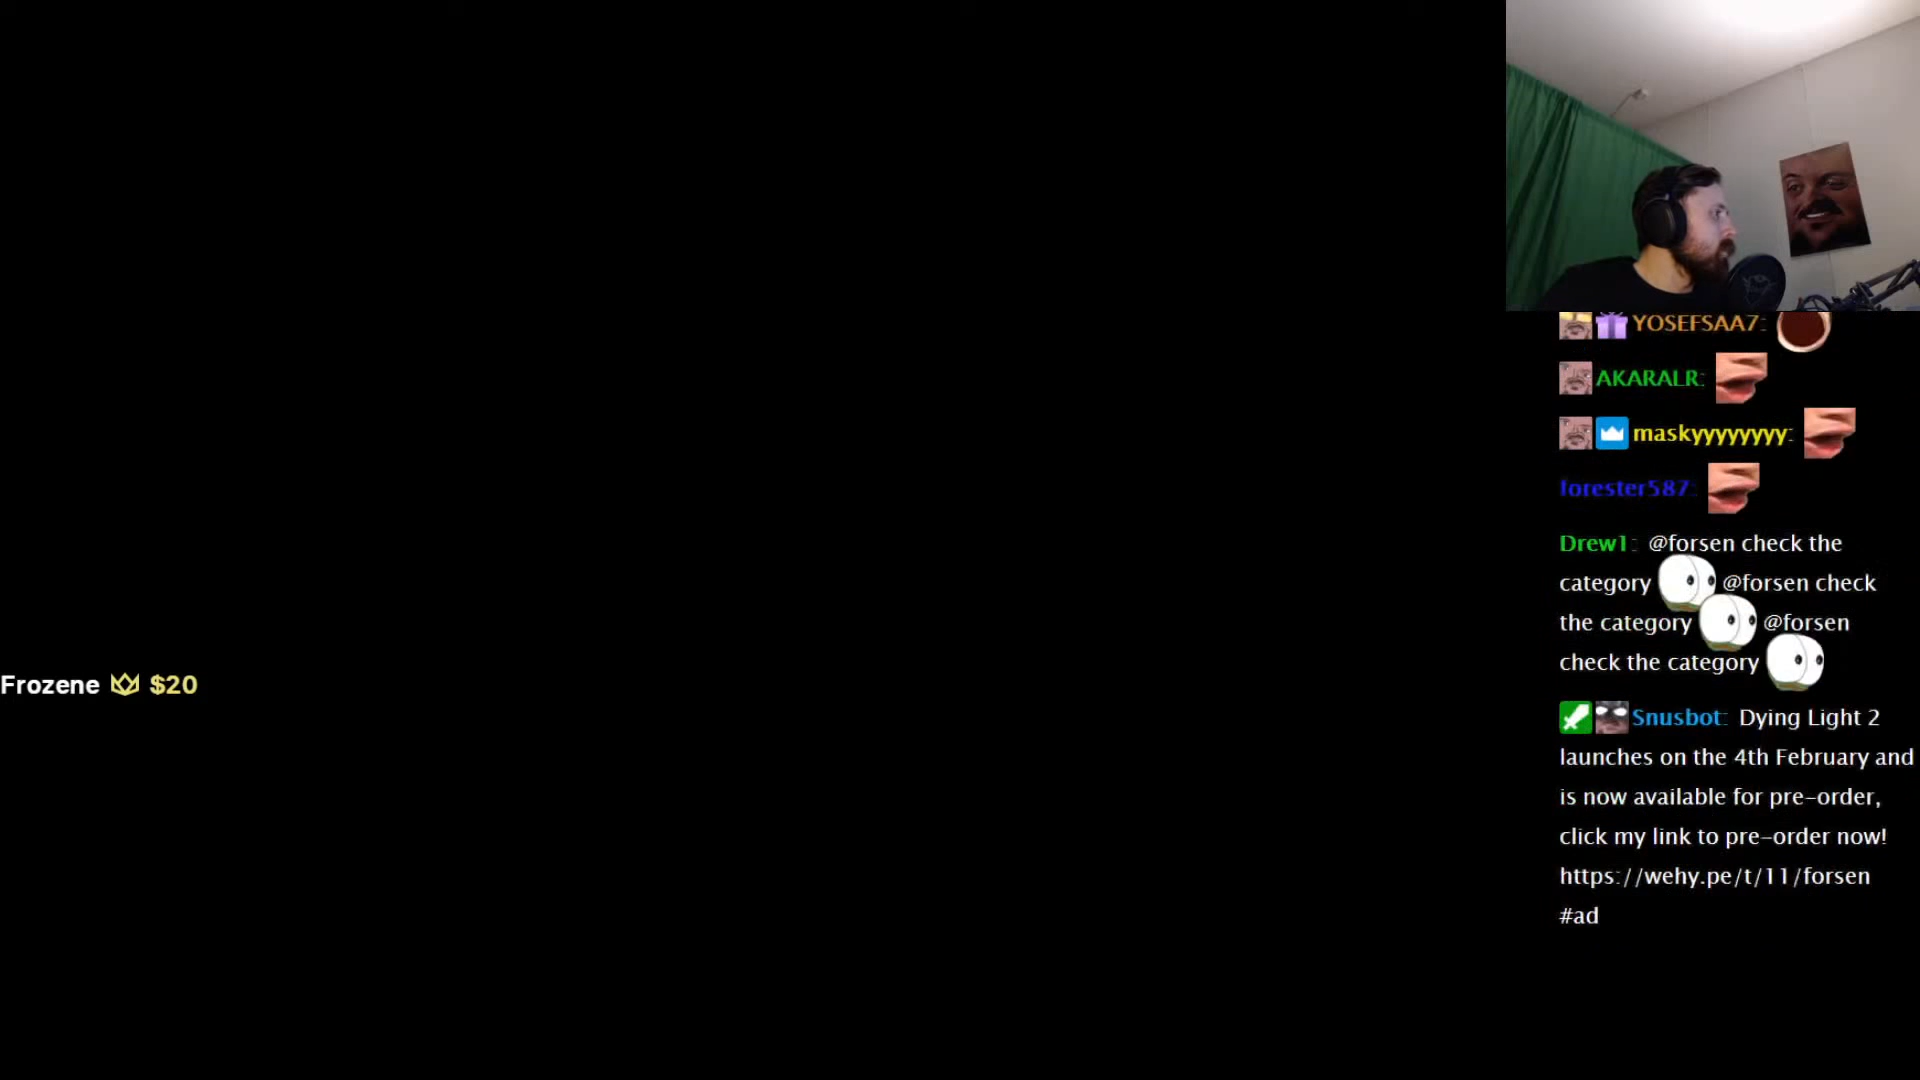 YOSEFSAA7:
AKARALR:
maskyyyyyyyy:
forester587:
Drew1: @forsen check the
category @forsen check
the category @forsen
check the category
Frozene $20
Snusbot: Dying Light 2
launches on the 4th February and
is now available for pre-order,
click my link to pre-order now!
https://wehy.pe/t/11/forsen
#ad